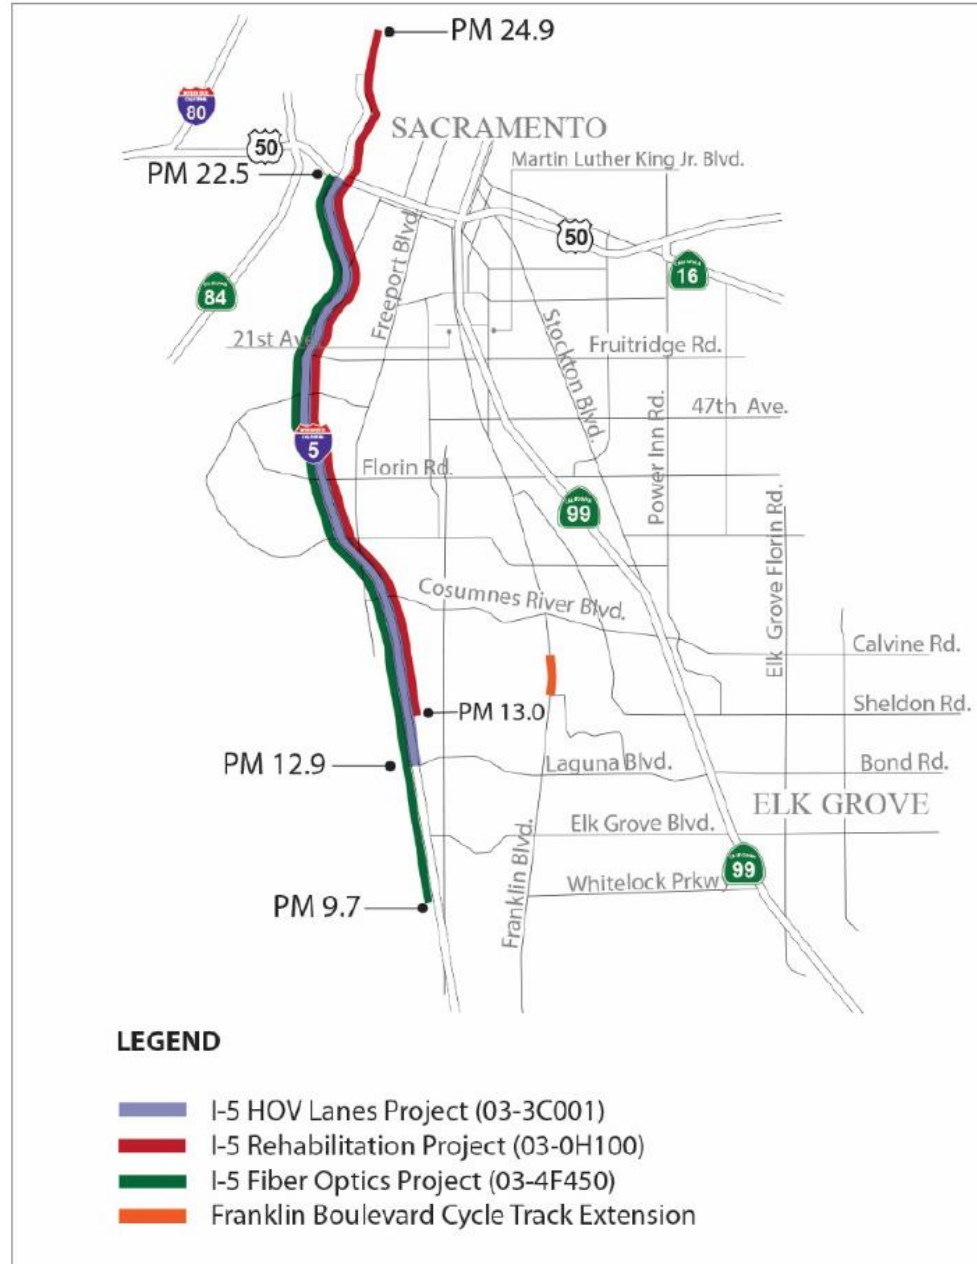 PM 24.9
80
SACRAMENTO
50
Martin Luther King Jr. Blvd.
PM 22.5
50
16
84
Freeport Blvd.
21st Ave
Stockton Blvd.
Fruitridge Rd.
47th Ave.
Power Inn Rd.
5
Florin Rd.
99
Elk Grove Florin Rd.
Cosumnes River Blvd.
Calvine Rd.
PM 13.0
Sheldon Rd.
PM 12.9
Laguna Blvd.
Bond Rd.
ELK GROVE
Elk Grove Blvd.
Franklin Blvd.
99
Whitelock Prkwy
PM 9.7
LEGEND
I-5 HOV Lanes Project (03-3C001)
I-5 Rehabilitation Project (03-0H100)
I-5 Fiber Optics Project (03-4F450)
Franklin Boulevard Cycle Track Extension